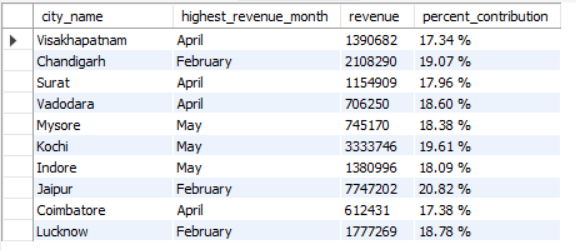 city_name highest_revenue_month revenue percent_contribution
Visakhapatnam April 1390682 17.34 %
Chandigarh February 2108290 19.07 %
Surat April 1154909 17.96 %
Vadodara April 706250 18.60 %
Mysore May 745170 18.38 %
Kochi May 3333746 19.61 %
Indore May 1380996 18.09 %
Jaipur February 7747202 20.82 %
Coimbatore April 612431 17.38 %
Lucknow February 1777269 18.78 %